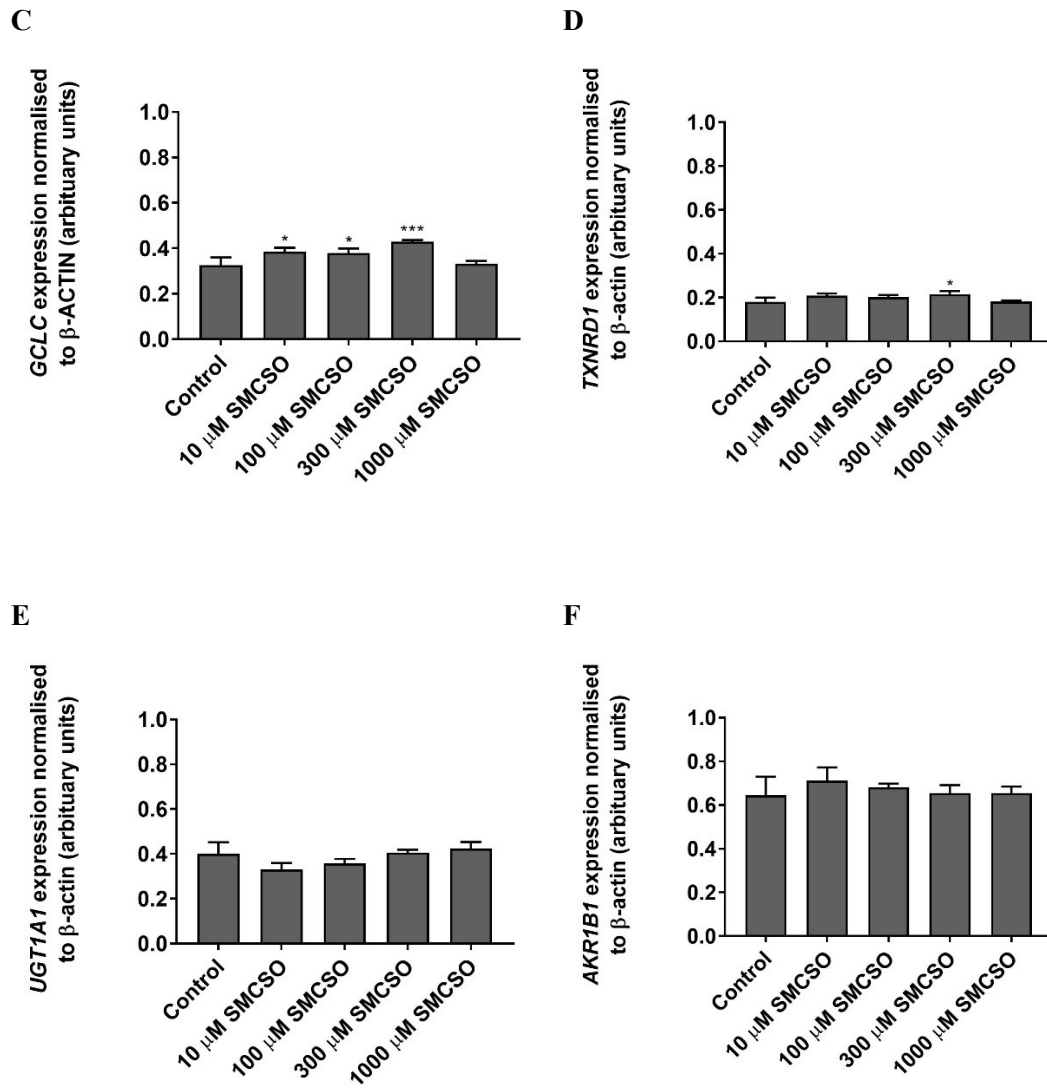 C
GCLC expression normalised
to β-ACTIN (arbituary units)
1.0
0.8
0.6
0.4
0.2
0.0
*
*
***
Control
10 μM SMCSO
100 μM SMCSO
300 μM SMCSO
1000 μM SMCSO
D
TXNRD1 expression normalised
to β-actin (arbituary units)
1.0
0.8
0.6
0.4
0.2
0.0
*
Control
10 μM SMCSO
100 μM SMCSO
300 μM SMCSO
1000 μM SMCSO
E
UGT1A1 expression normalised
to β-actin (arbituary units)
1.0
0.8
0.6
0.4
0.2
0.0
Control
10 μM SMCSO
100 μM SMCSO
300 μM SMCSO
1000 μM SMCSO
F
AKR1B1 expression normalised
to β-actin (arbituary units)
1.0
0.8
0.6
0.4
0.2
0.0
Control
10 μM SMCSO
100 μM SMCSO
300 μM SMCSO
1000 μM SMCSO